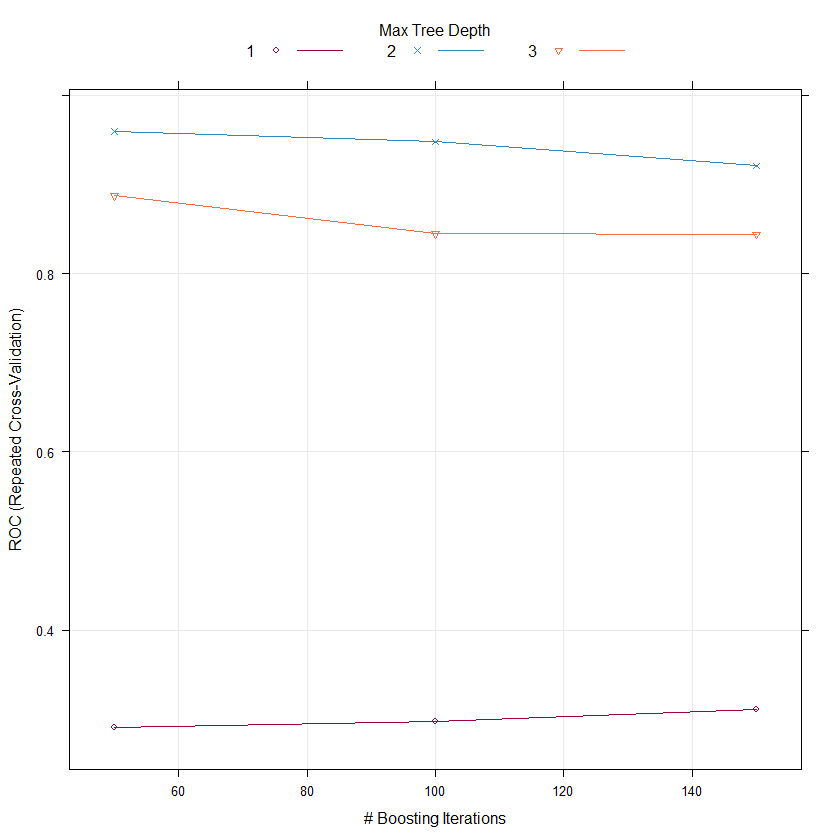 Max Tree Depth
1 2 3
ROC (Repeated Cross-Validation)
0.8
0.6
0.4
60 80 100 120 140
# Boosting Iterations